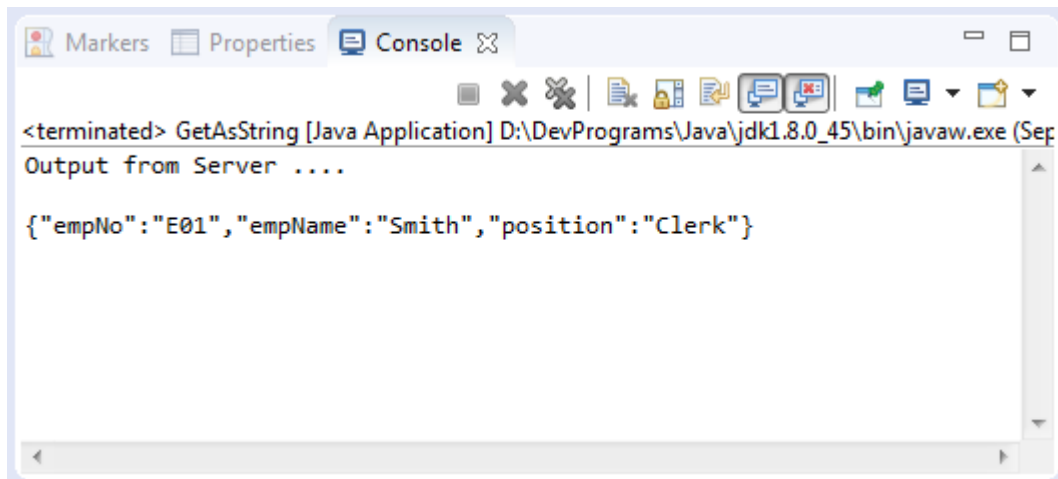 Markers Properties Console
<terminated> GetAsString [Java Application] D:\DevPrograms\Java\jdk1.8.0_45\bin\javaw.exe (Sep
Output from Server ....
{"empNo":"E01","empName":"Smith","position":"Clerk"}